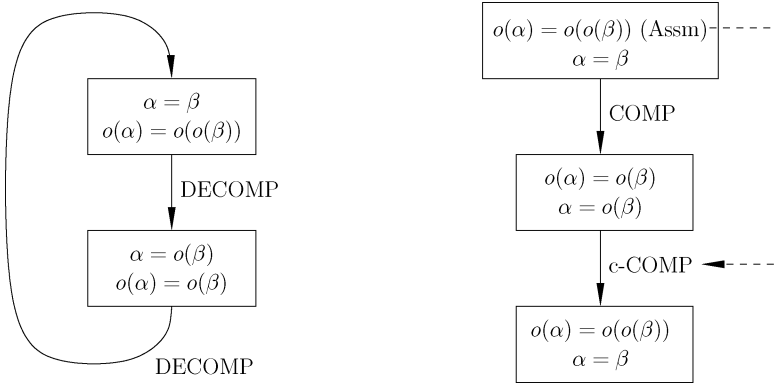 α = β
o(α) = o(o(β))
DECOMP
α = o(β)
o(α) = o(β)
DECOMP
o(α) = o(o(β)) (Assm)
α = β
COMP
o(α) = o(β)
α = o(β)
c-COMP
o(α) = o(o(β))
α = β